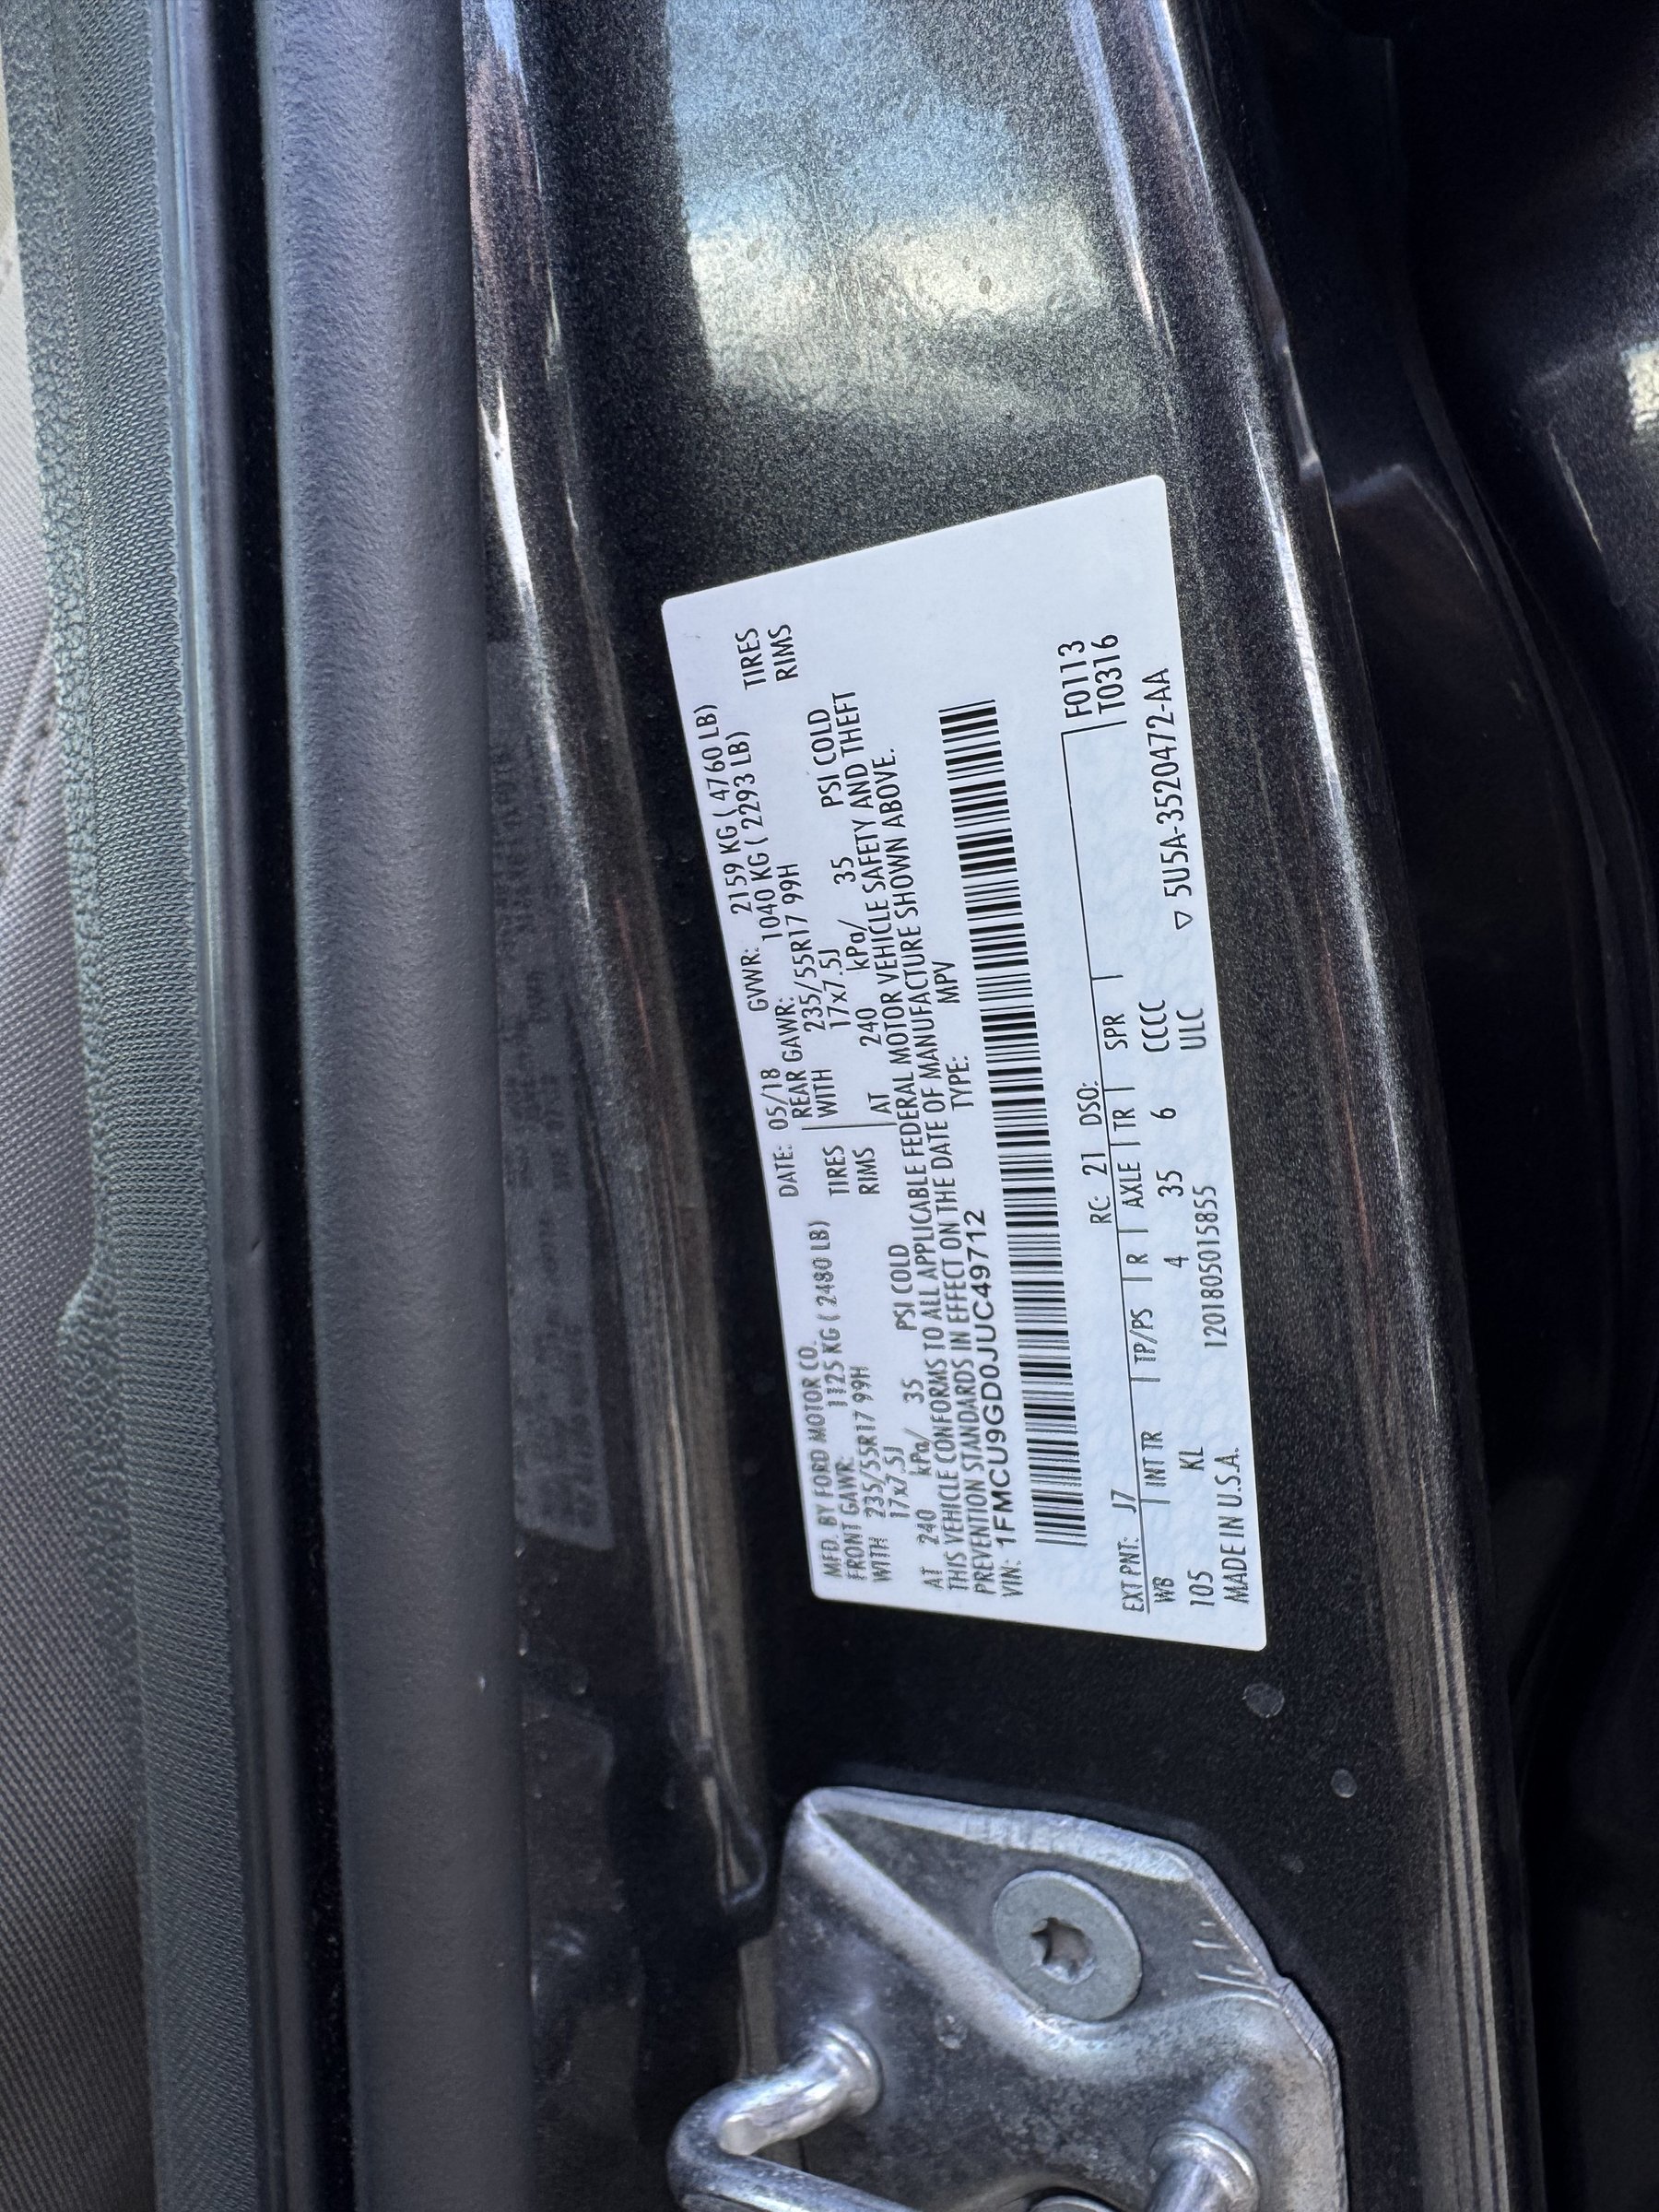 MFD. BY FORD MOTOR CO. DATE: 05/18 GVWR: 2159 KG ( 4760 LB)
FRONT GAWR: 1125 KG ( 2480 LB) REAR GAWR: 1040 KG ( 2293 LB)
WITH 235/55R17 99H TIRES WITH 235/55R17 99H TIRES
17x7.5J RIMS 17x7.5J RIMS
AT 240 kPa/ 35 PSI COLD AT 240 kPa/ 35 PSI COLD
THIS VEHICLE CONFORMS TO ALL APPLICABLE FEDERAL MOTOR VEHICLE SAFETY AND THEFT
PREVENTION STANDARDS IN EFFECT ON THE DATE OF MANUFACTURE SHOWN ABOVE.
VIN: 1FMCU9GD0JUC49712 TYPE: MPV
EXT PNT: J7 RC: 21 DSO: F0113
WB INT TR TP/PS R AXLE TR SPR T0316
105 KL 4 35 6 CCCC
MADE IN U.S.A. 12018050158​55 ULC ▽ 5U5A-3520472-AA